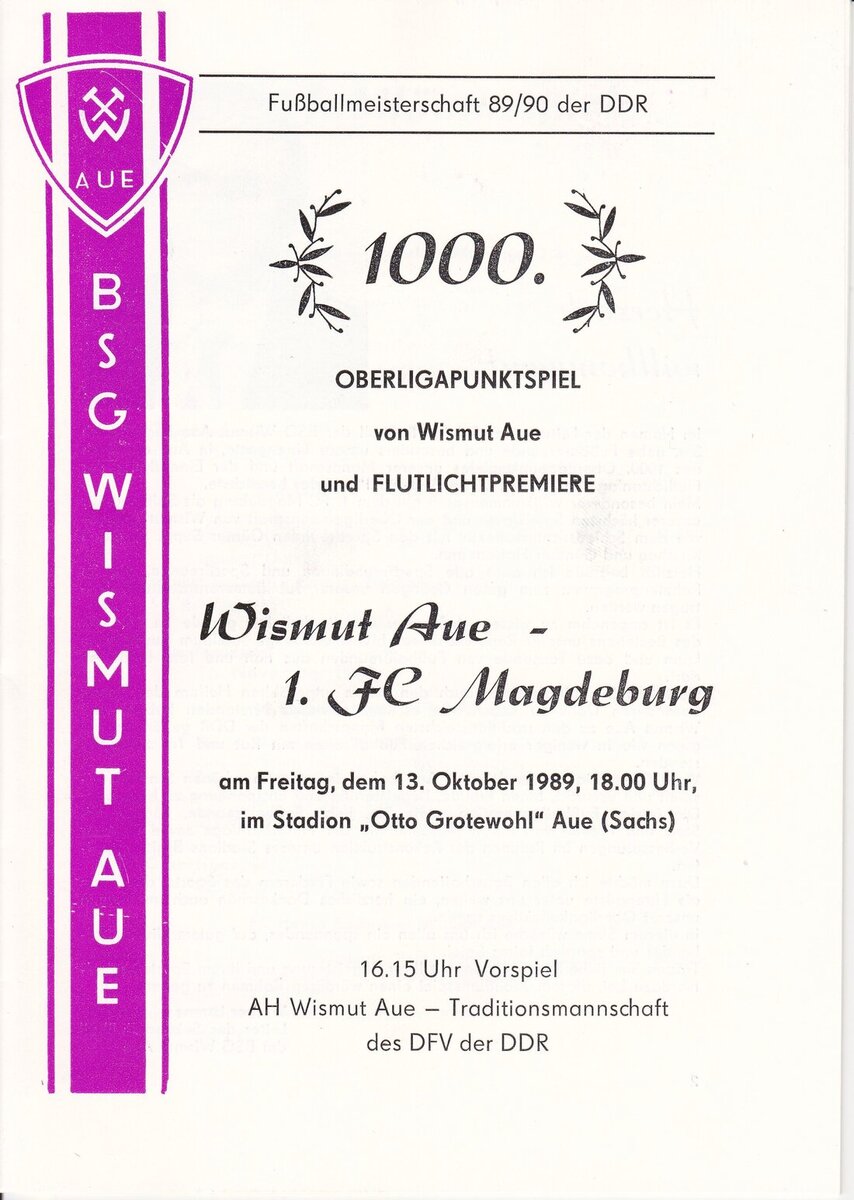 AUE
BSG WISMUT AUE
Fußballmeisterschaft 89/90 der DDR
1000.
OBERLIGAPUNKTSPIEL
von Wismut Aue
und FLUTLICHTPREMIERE
Wismut Aue -
1. FC Magdeburg
am Freitag, dem 13. Oktober 1989, 18.00 Uhr,
im Stadion „Otto Grotewohl“ Aue (Sachs)
16.15 Uhr Vorspiel
AH Wismut Aue – Traditionsmannschaft
des DFV der DDR